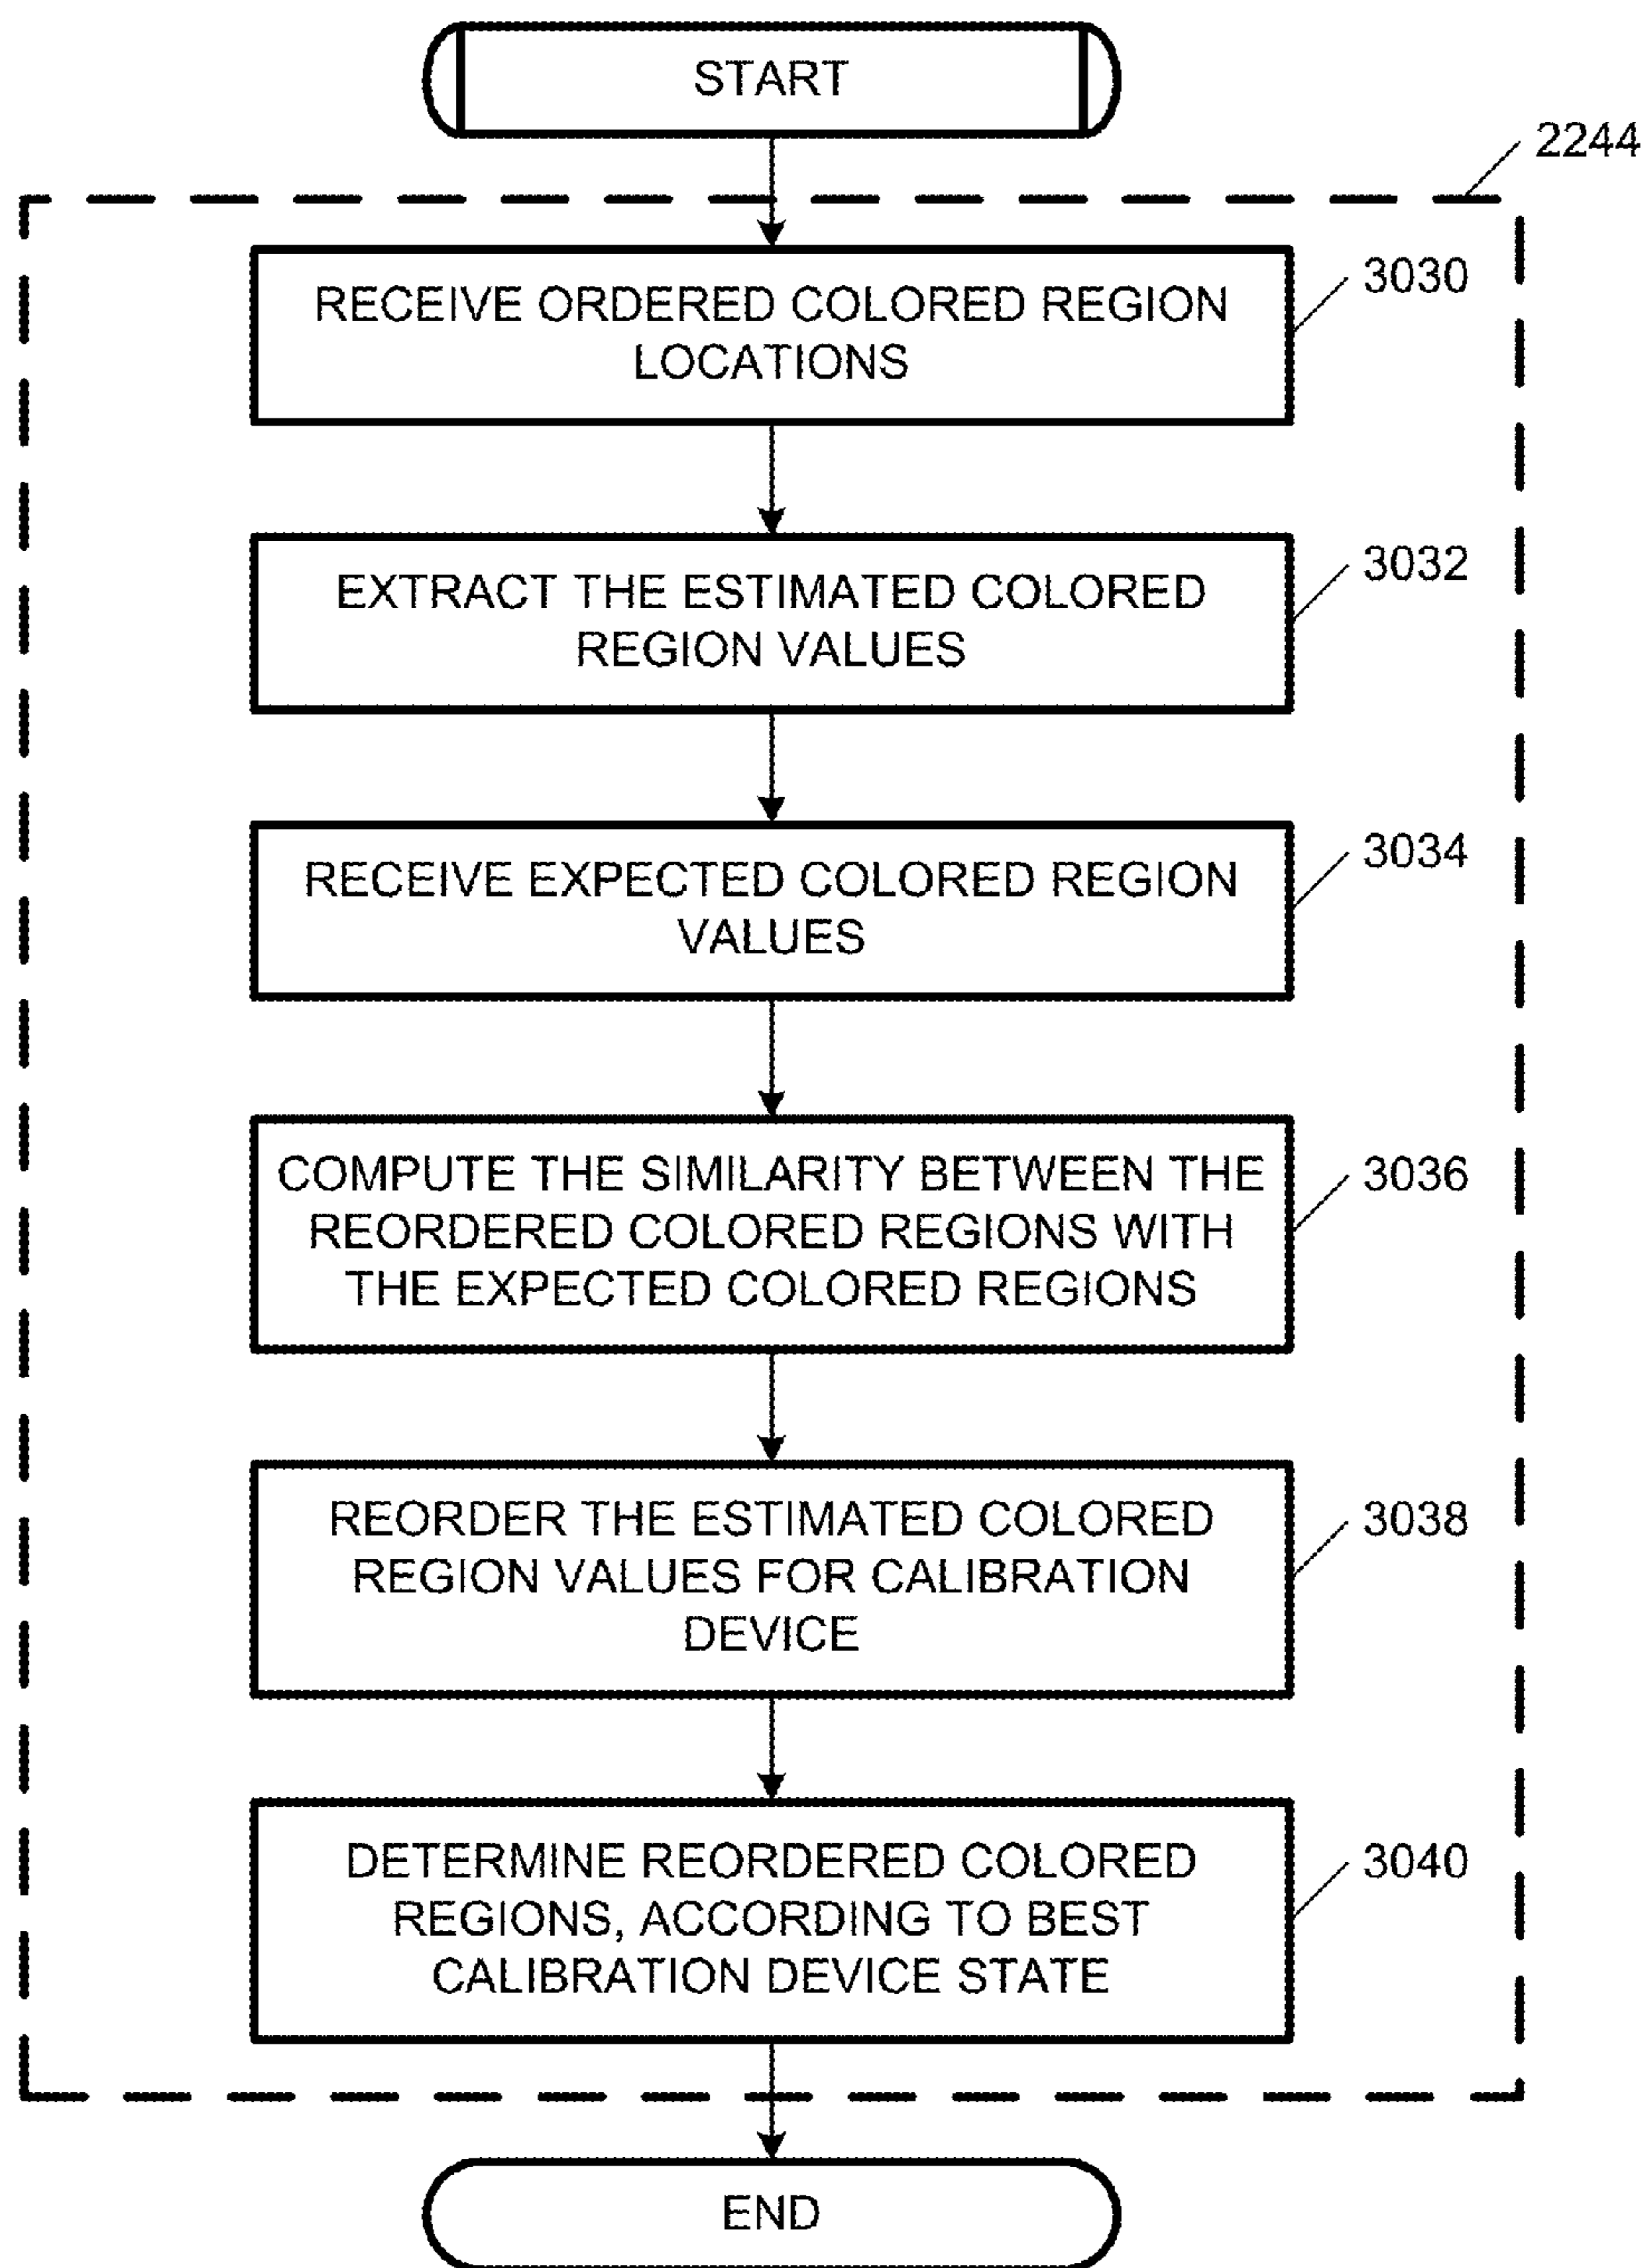 START
2244
RECEIVE ORDERED COLORED REGION
LOCATIONS
3030
EXTRACT THE ESTIMATED COLORED
REGION VALUES
3032
RECEIVE EXPECTED COLORED REGION
VALUES
3034
COMPUTE THE SIMILARITY BETWEEN THE
REORDERED COLORED REGIONS WITH
THE EXPECTED COLORED REGIONS
3036
REORDER THE ESTIMATED COLORED
REGION VALUES FOR CALIBRATION
DEVICE
3038
DETERMINE REORDERED COLORED
REGIONS, ACCORDING TO BEST
CALIBRATION DEVICE STATE
3040
END